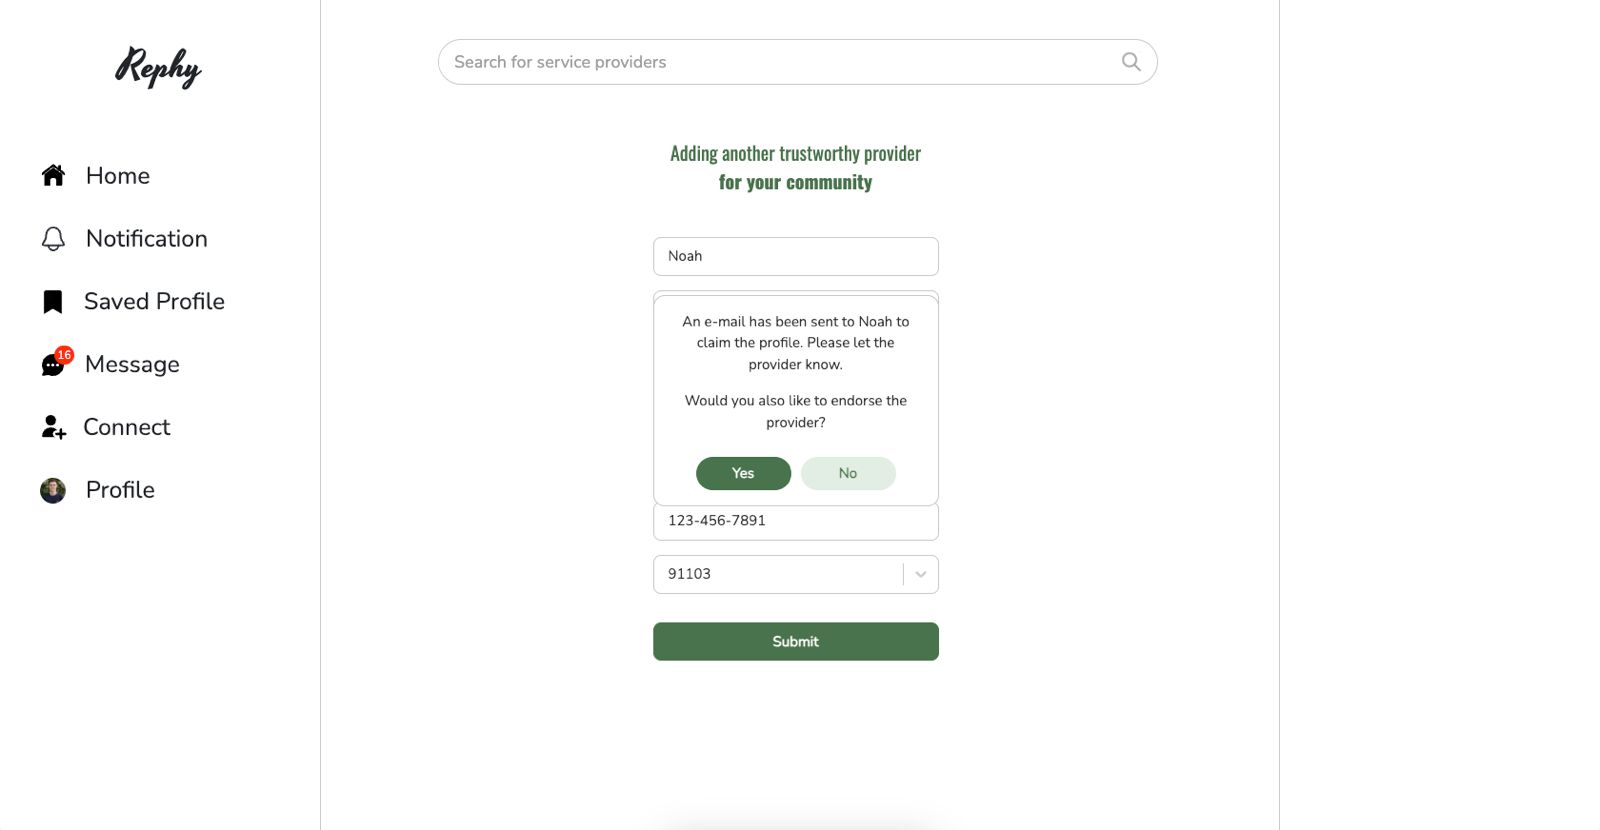 Rephy
Search for service providers
Home
Notification
Saved Profile
16
Message
Connect
Profile
Adding another trustworthy provider
for your community
Noah
An e-mail has been sent to Noah to
claim the profile. Please let the
provider know.
Would you also like to endorse the
provider?
Yes
No
123-456-7891
91103
Submit